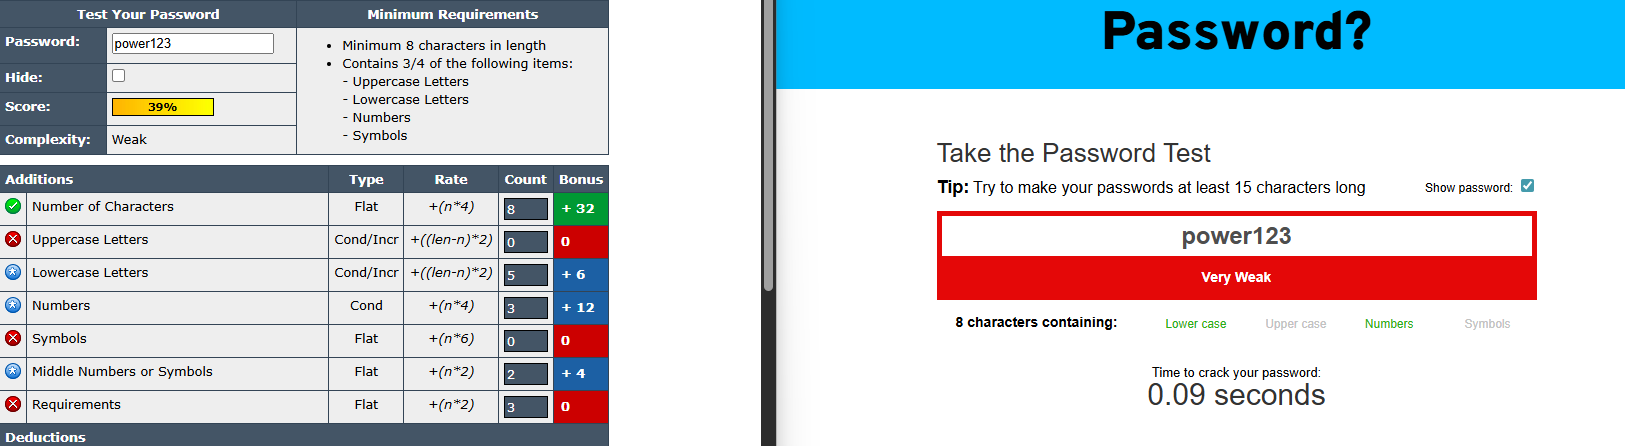 Test Your Password
Minimum Requirements
Password:
power123
Hide:
Score:
39%
Complexity:
Weak
• Minimum 8 characters in length
• Contains 3/4 of the following items:
- Uppercase Letters
- Lowercase Letters
- Numbers
- Symbols
Additions Type Rate Count Bonus
Number of Characters Flat +(n*4) 8 + 32
Uppercase Letters Cond/Incr +((len-n)*2) 0 0
Lowercase Letters Cond/Incr +((len-n)*2) 5 + 6
Numbers Cond +(n*4) 3 + 12
Symbols Flat +(n*6) 0 0
Middle Numbers or Symbols Flat +(n*2) 2 + 4
Requirements Flat +(n*2) 3 0
Deductions
Password?
Take the Password Test
Tip: Try to make your passwords at least 15 characters long
Show password:
power123
Very Weak
8 characters containing: Lower case Upper case Numbers Symbols
Time to crack your password:
0.09 seconds